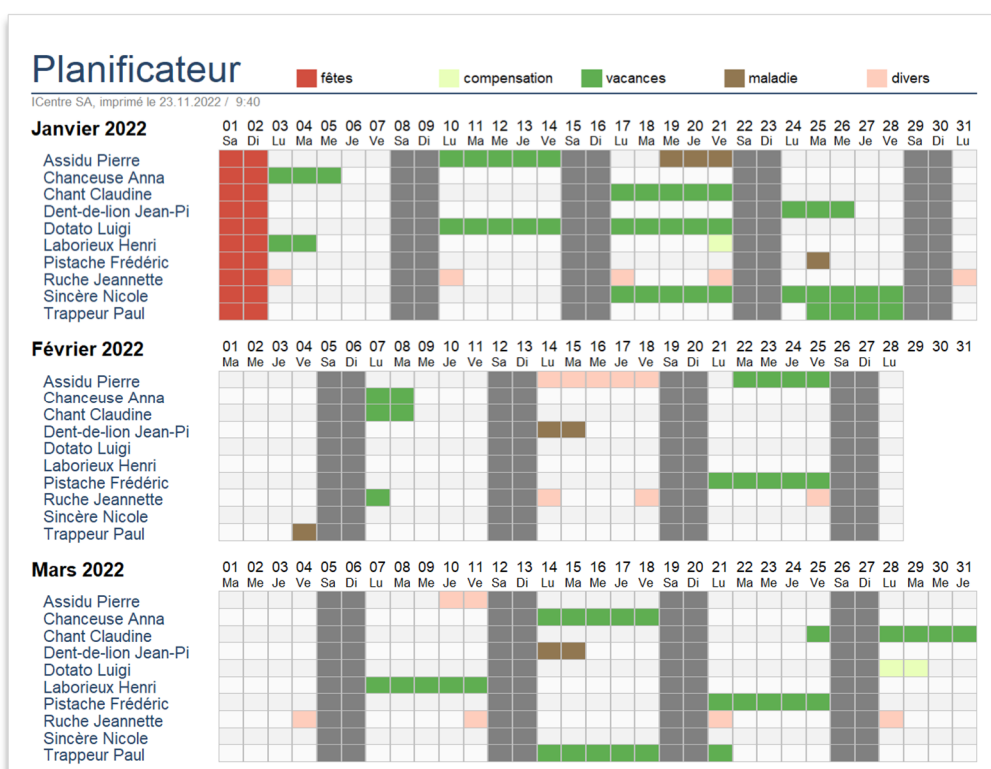 Planificateur
fêtes compensation vacances maladie divers
ICentre SA, imprimé le 23.11.2022 / 9:40
Janvier 2022 01 02 03 04 05 06 07 08 09 10 11 12 13 14 15 16 17 18 19 20 21 22 23 24 25 26 27 28 29 30 31
Sa Di Lu Ma Me Je Ve Sa Di Lu Ma Me Je Ve Sa Di Lu Ma Me Je Ve Sa Di Lu Ma Me Je Ve Sa Di Lu
Assidu Pierre
Chanceuse Anna
Chant Claudine
Dent-de-lion Jean-Pi
Dotato Luigi
Laborieux Henri
Pistache Frédéric
Ruche Jeannette
Sincère Nicole
Trappeur Paul
Février 2022 01 02 03 04 05 06 07 08 09 10 11 12 13 14 15 16 17 18 19 20 21 22 23 24 25 26 27 28 29 30 31
Ma Me Je Ve Sa Di Lu Ma Me Je Ve Sa Di Lu Ma Me Je Ve Sa Di Lu Ma Me Je Ve Sa Di Lu
Assidu Pierre
Chanceuse Anna
Chant Claudine
Dent-de-lion Jean-Pi
Dotato Luigi
Laborieux Henri
Pistache Frédéric
Ruche Jeannette
Sincère Nicole
Trappeur Paul
Mars 2022 01 02 03 04 05 06 07 08 09 10 11 12 13 14 15 16 17 18 19 20 21 22 23 24 25 26 27 28 29 30 31
Ma Me Je Ve Sa Di Lu Ma Me Je Ve Sa Di Lu Ma Me Je Ve Sa Di Lu Ma Me Je Ve Sa Di Lu Ma Me Je
Assidu Pierre
Chanceuse Anna
Chant Claudine
Dent-de-lion Jean-Pi
Dotato Luigi
Laborieux Henri
Pistache Frédéric
Ruche Jeannette
Sincère Nicole
Trappeur Paul